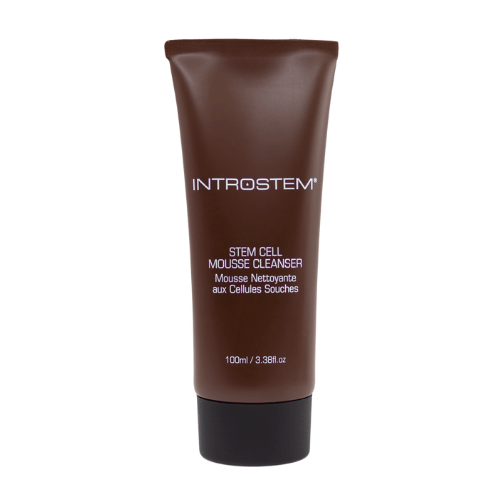 INTROSTEM®
STEM CELL
MOUSSE CLEANSER
Mousse Nettoyante
aux Cellules Souches
100ml / 3.38fl.oz